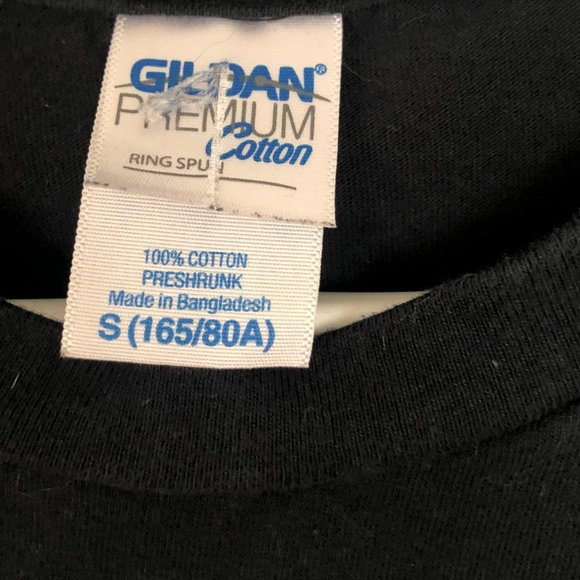 GILDAN®
PREMIUM
Cotton
RING SPUN
100% COTTON
PRESHRUNK
Made in Bangladesh
S (165/80A)